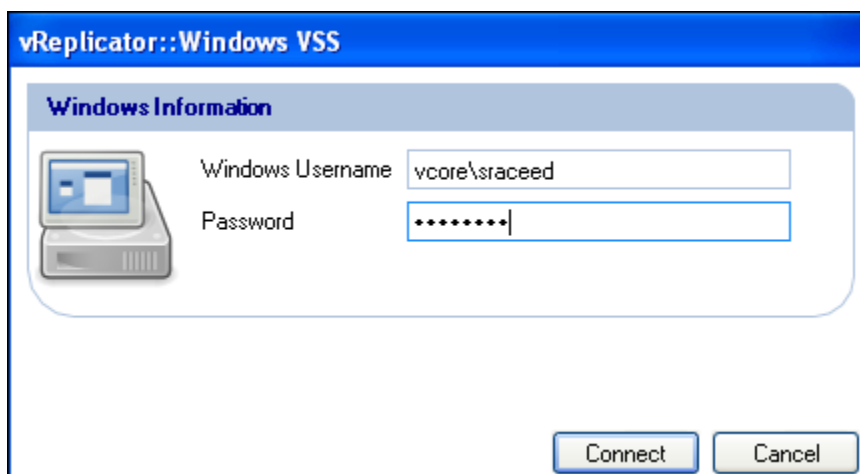 vReplicator::Windows VSS
Windows Information
Windows Username vcore\sraceed
Password ••••••••
Connect Cancel